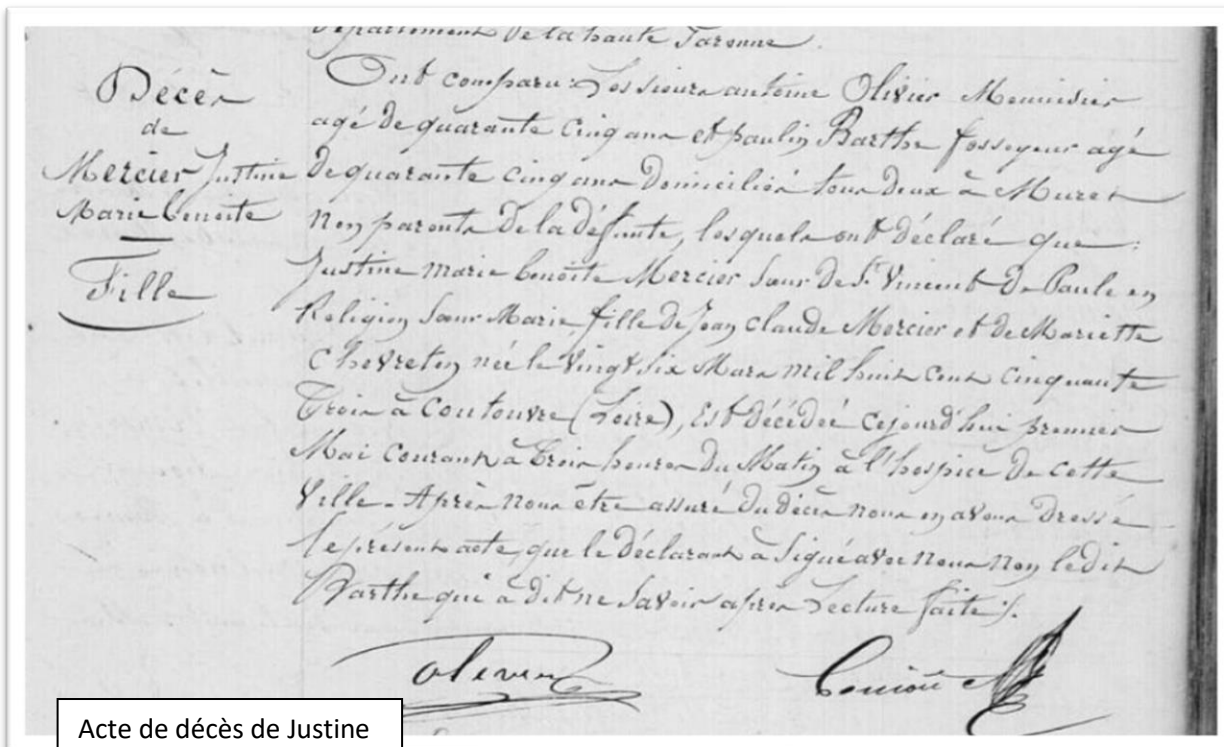 Département de la haute Garonne.
Décès
de
Mercier Justine
Marie benoite
Fille
Ont comparu : Les sieurs antoine Olivier Menuisier
agé de quarante cinq ans et paulin Barthe fossoyeur agé
de quarante cinq ans domiciliés tous deux à Muret
non parents de la défunte, lesquels ont déclaré que :
Justine marie benoite Mercier Sœur de St. Vincent de Paule en
Religion Sœur Marie fille de Jean claude Mercier et de Mariette
Chevretin née le vingt six Mars mil huit cent cinquante
Trois à Coutouvre (Loire), Est décédée cejourd'hui premier
Mai courant à trois heures du Matin à l'hospice de cette
Ville - Après nous être assuré du décès nous en avons dressé
le présent acte, que le déclarant à signé avec nous non ledit
Barthe qui à dit ne savoir après Lecture faite ./.
olivier
Acte de décès de Justine